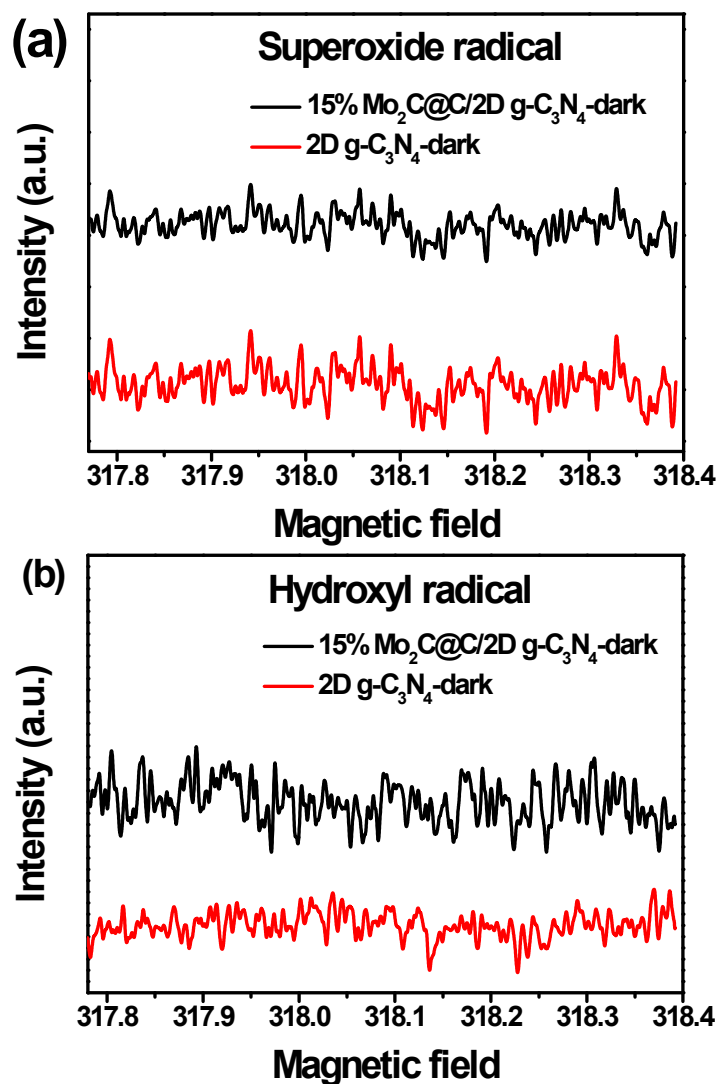 (a)
Superoxide radical
15% Mo₂C@C/2D g-C₃N₄-dark
2D g-C₃N₄-dark
Intensity (a.u.)
317.8 317.9 318.0 318.1 318.2 318.3 318.4
Magnetic field
(b)
Hydroxyl radical
15% Mo₂C@C/2D g-C₃N₄-dark
2D g-C₃N₄-dark
Intensity (a.u.)
317.8 317.9 318.0 318.1 318.2 318.3 318.4
Magnetic field